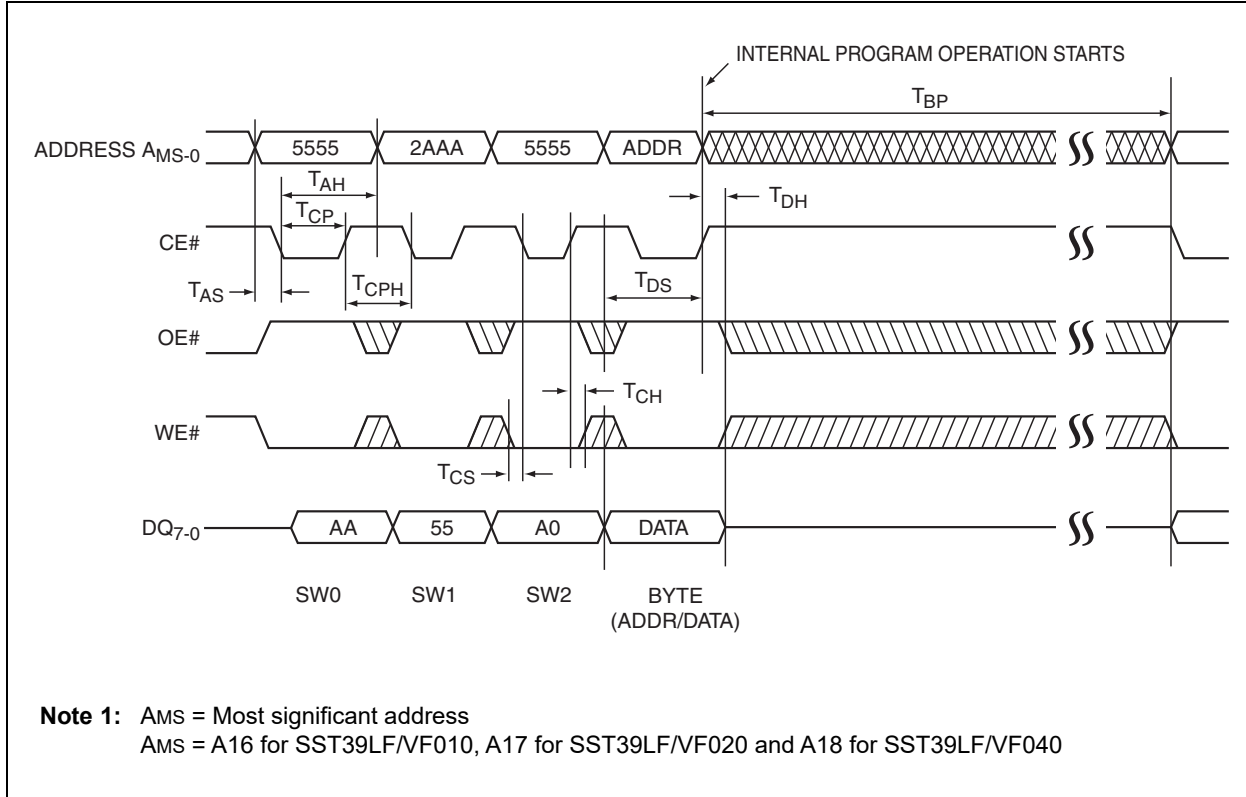 INTERNAL PROGRAM OPERATION STARTS
TBP
ADDRESS AMS-0 5555 2AAA 5555 ADDR
TAH
TDH
TCP
CE#
TAS TCPH TDS
OE#
TCH
WE#
TCS
DQ7-0 AA 55 A0 DATA
SW0 SW1 SW2 BYTE
(ADDR/DATA)
Note 1: AMS = Most significant address
AMS = A16 for SST39LF/VF010, A17 for SST39LF/VF020 and A18 for SST39LF/VF040